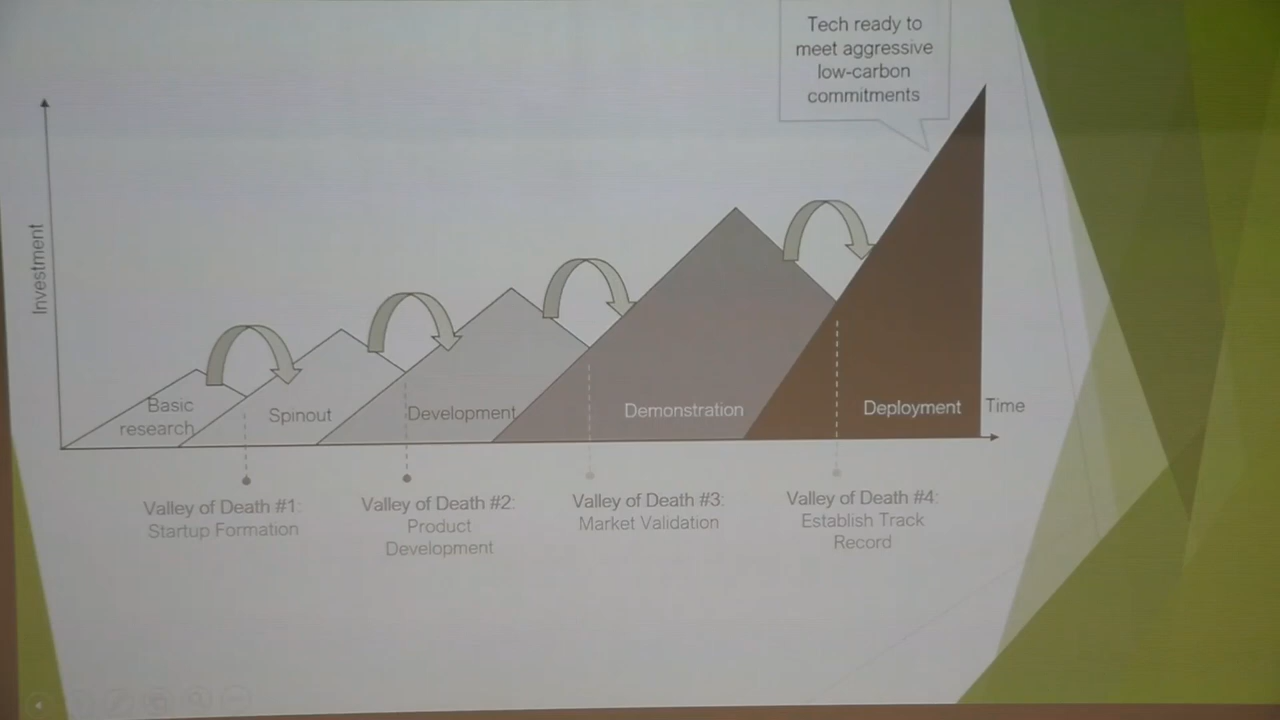 Tech ready to
meet aggressive
low-carbon
commitments
Investment
Basic
research
Spinout
Development
Demonstration
Deployment
Time
Valley of Death #1:
Startup Formation
Valley of Death #2:
Product
Development
Valley of Death #3:
Market Validation
Valley of Death #4:
Establish Track
Record